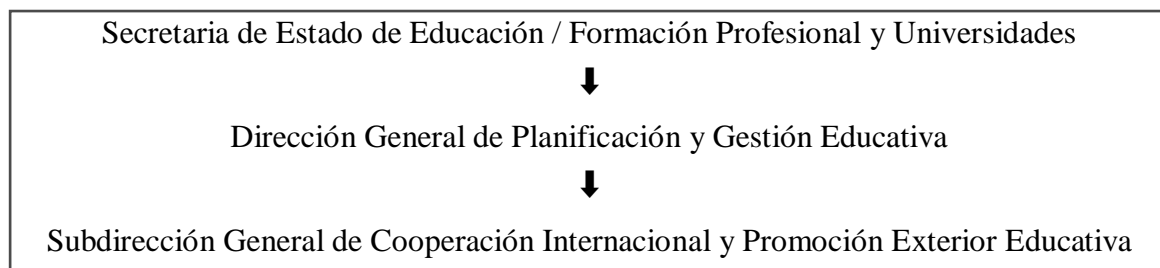 Secretaria de Estado de Educación / Formación Profesional y Universidades
Dirección General de Planificación y Gestión Educativa
Subdirección General de Cooperación Internacional y Promoción Exterior Educativa